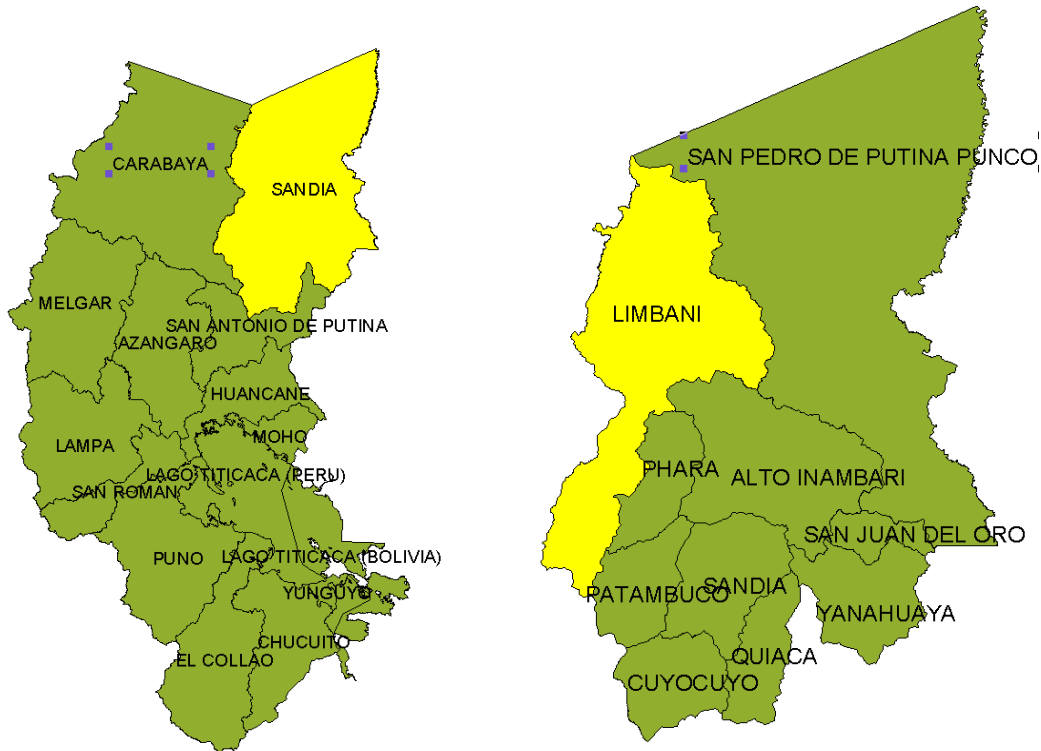 CARABAYA
SANDIA
MELGAR
SAN ANTONIO DE PUTINA
AZANGARO
HUANCANE
LAMPA
MOHO
LAGO TITICACA (PERU)
SAN ROMAN
PUNO
LAGO TITICACA (BOLIVIA)
YUNGUYO
CHUCUITO
EL COLLAO
SAN PEDRO DE PUTINA PUNCO
LIMBANI
PHARA
ALTO INAMBARI
SAN JUAN DEL ORO
SANDIA
PATAMBUCO
YANAHUAYA
QUIACA
CUYOCUYO